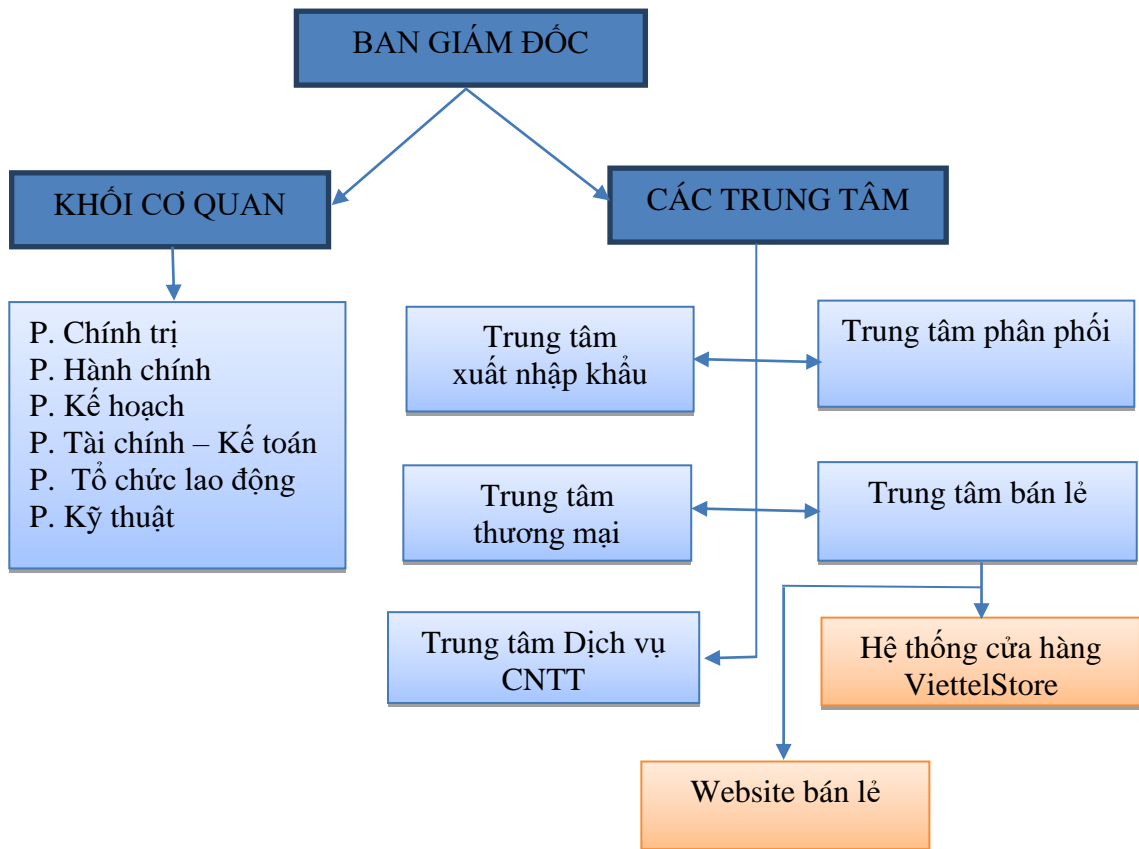 BAN GIÁM ĐỐC
KHỐI CƠ QUAN
CÁC TRUNG TÂM
P. Chính trị
P. Hành chính
P. Kế hoạch
P. Tài chính – Kế toán
P. Tổ chức lao động
P. Kỹ thuật
Trung tâm
xuất nhập khẩu
Trung tâm phân phối
Trung tâm
thương mại
Trung tâm bán lẻ
Trung tâm Dịch vụ
CNTT
Hệ thống cửa hàng
ViettelStore
Website bán lẻ